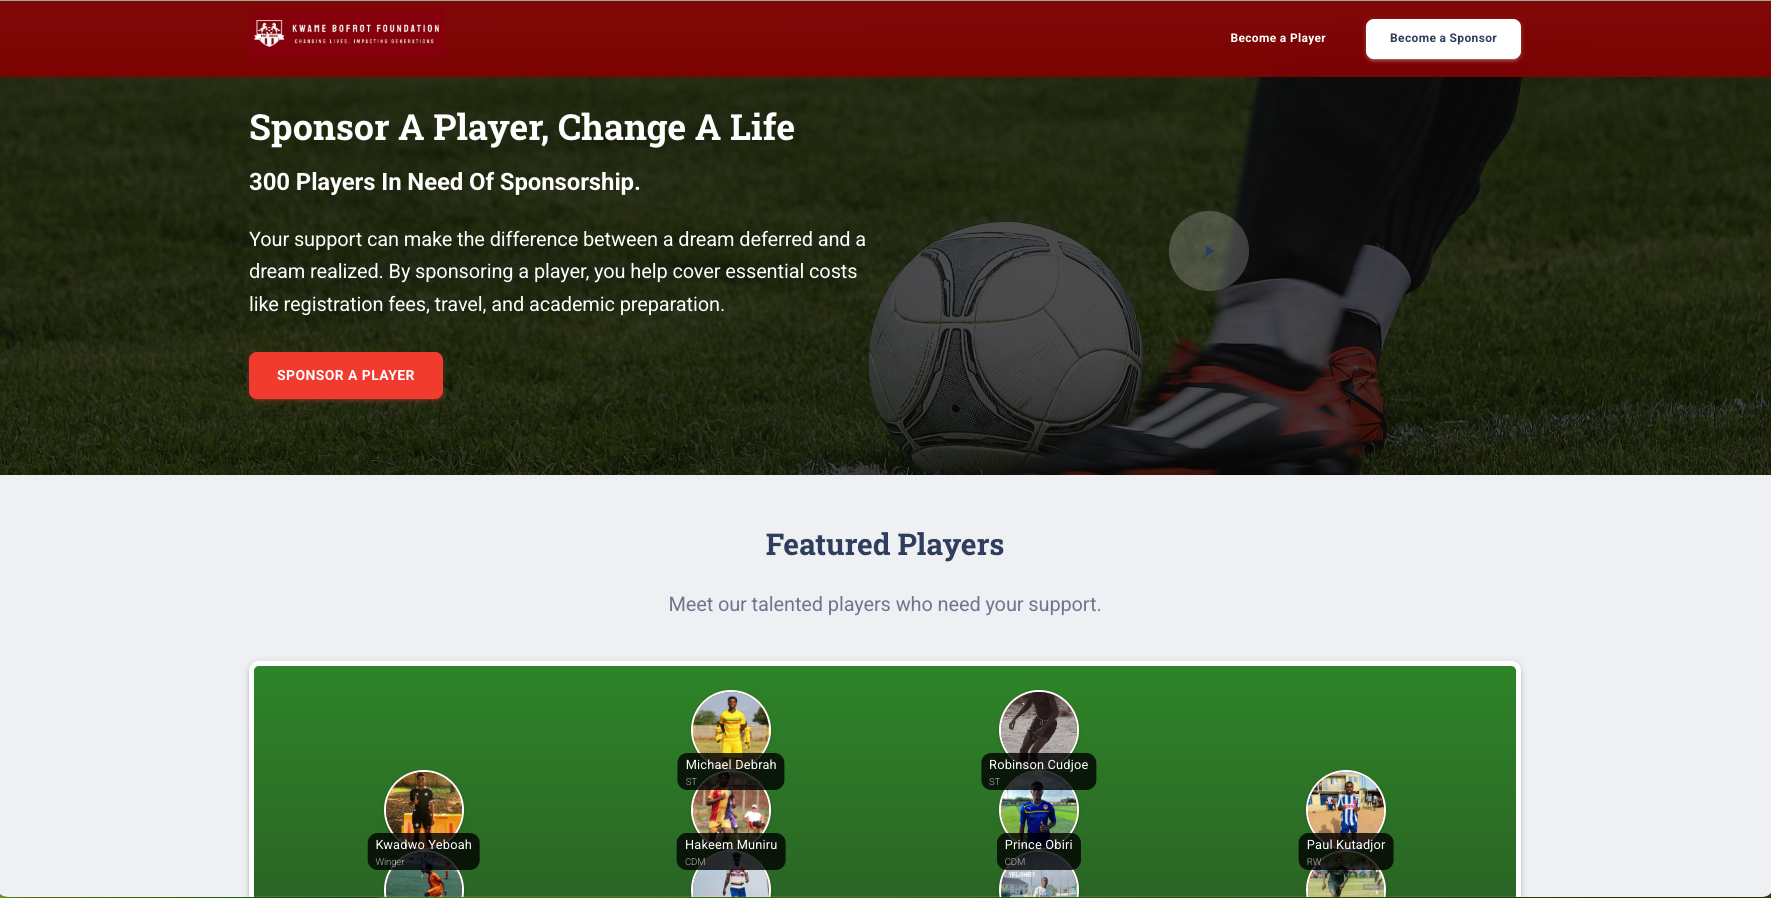 KWAME BOFROT FOUNDATION
CHANGING LIVES. IMPACTING GENERATIONS
Become a Player
Become a Sponsor
Sponsor A Player, Change A Life
300 Players In Need Of Sponsorship.
Your support can make the difference between a dream deferred and a
dream realized. By sponsoring a player, you help cover essential costs
like registration fees, travel, and academic preparation.
SPONSOR A PLAYER
Featured Players
Meet our talented players who need your support.
Michael Debrah
ST
Robinson Cudjoe
ST
Kwadwo Yeboah
Winger
Hakeem Muniru
CDM
Prince Obiri
CDM
Paul Kutadjor
RW